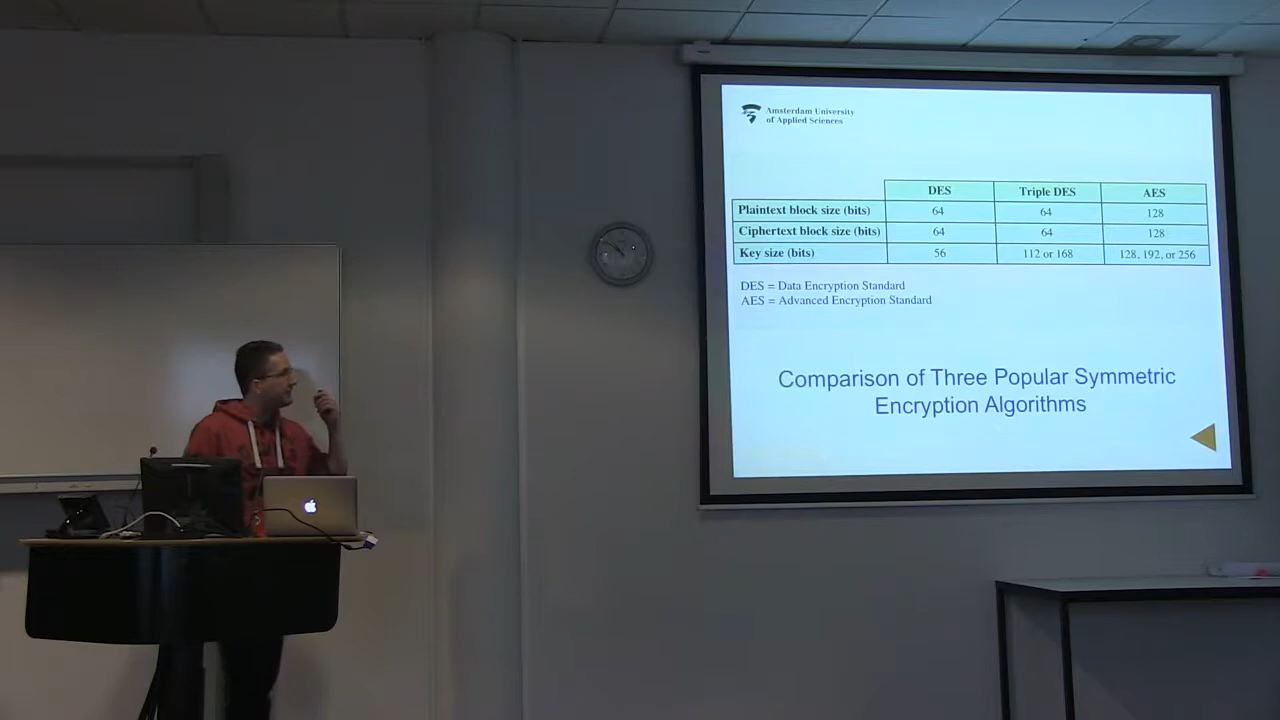 Amsterdam University
of Applied Sciences
DES Triple DES AES
Plaintext block size (bits) 64 64 128
Ciphertext block size (bits) 64 64 128
Key size (bits) 56 112 or 168 128, 192, or 256
DES = Data Encryption Standard
AES = Advanced Encryption Standard
Comparison of Three Popular Symmetric
Encryption Algorithms